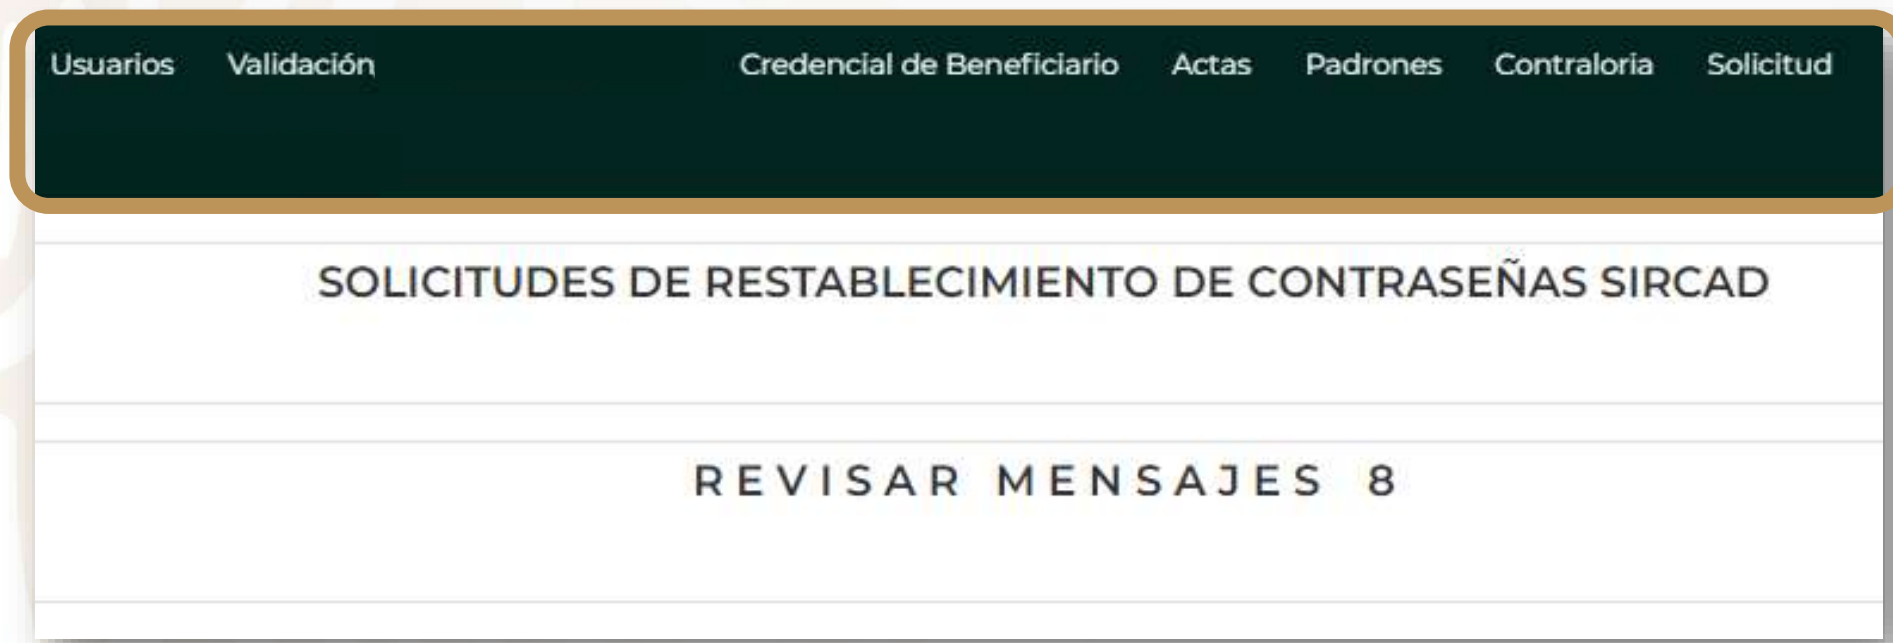 Usuarios Validación Credencial de Beneficiario Actas Padrones Contraloria Solicitud
SOLICITUDES DE RESTABLECIMIENTO DE CONTRASEÑAS SIRCAD
REVISAR MENSAJES 8